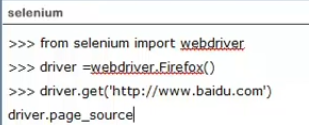 selenium
>>> from selenium import webdriver
>>> driver =webdriver.Firefox()
>>> driver.get('http://www.baidu.com')
driver.page_source